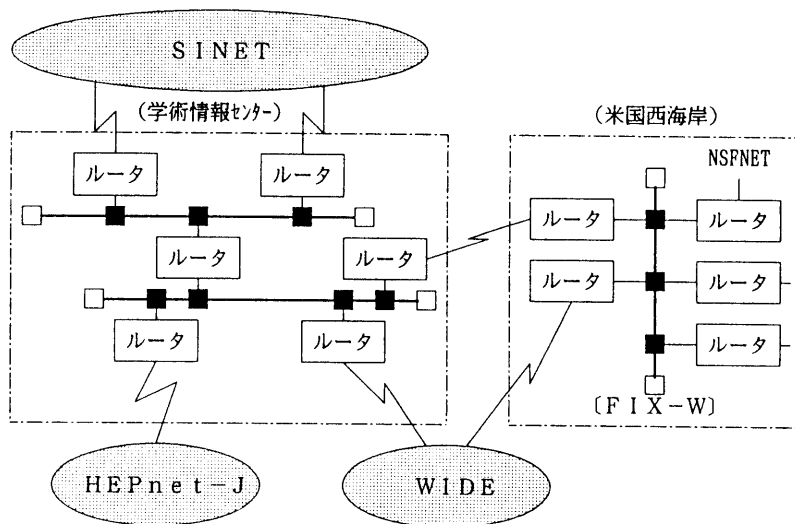 SINET
(学術情報センター)
(米国西海岸)
NSFNET
ルータ
ルータ
ルータ
ルータ
ルータ
ルータ
ルータ
ルータ
ルータ
ルータ
ルータ
〔FIX-W〕
HEPnet-J
WIDE